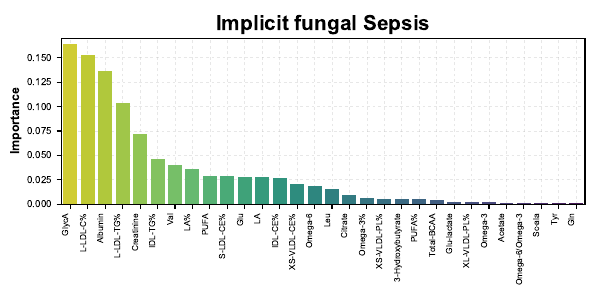 Implicit fungal Sepsis
Importance
0.150
0.125
0.100
0.075
0.050
0.025
0.000
GlycA
L-LDL-C%
Albumin
L-LDL-TG%
Creatinine
IDL-TG%
Val
LA%
PUFA
S-LDL-CE%
Glu
LA
IDL-CE%
XS-VLDL-CE%
Omega-6
Leu
Citrate
Omega-3%
XS-VLDL-PL%
3-Hydroxybutyrate
PUFA%
Total-BCAA
Glu-lactate
XL-VLDL-PL%
Omega-3
Acetate
Omega-6/Omega-3
Tyr
Gln